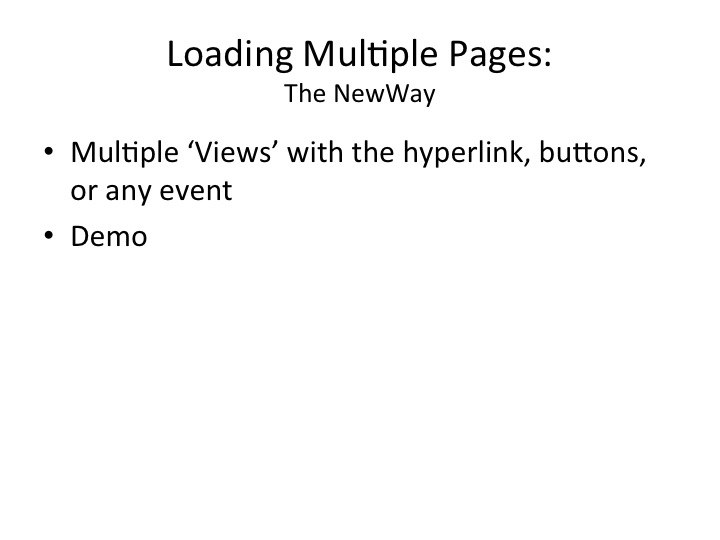 Loading Multiple Pages:
The NewWay
• Multiple ‘Views’ with the hyperlink, buttons,
or any event
• Demo